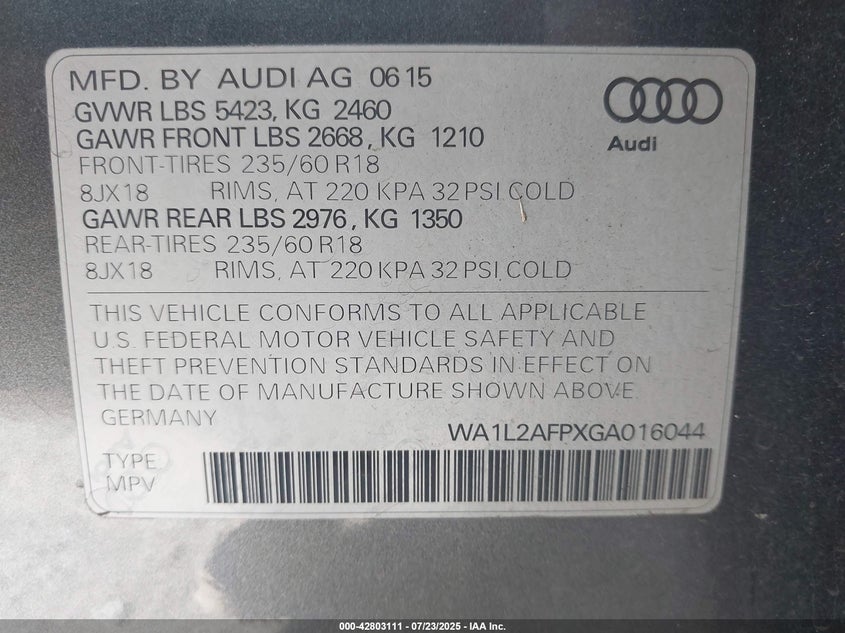 MFD. BY AUDI AG 06 15
GVWR LBS 5423, KG 2460
GAWR FRONT LBS 2668, KG 1210
FRONT-TIRES 235/60 R18
8JX18 RIMS, AT 220 KPA 32 PSI COLD
GAWR REAR LBS 2976, KG 1350
REAR-TIRES 235/60 R18
8JX18 RIMS, AT 220 KPA 32 PSI COLD
Audi
THIS VEHICLE CONFORMS TO ALL APPLICABLE
U.S. FEDERAL MOTOR VEHICLE SAFETY AND
THEFT PREVENTION STANDARDS IN EFFECT ON
THE DATE OF MANUFACTURE SHOWN ABOVE.
GERMANY
WA1L2AFPXGA016044
TYPE
MPV
000-42803111 - 07/23/2025 - IAA Inc.